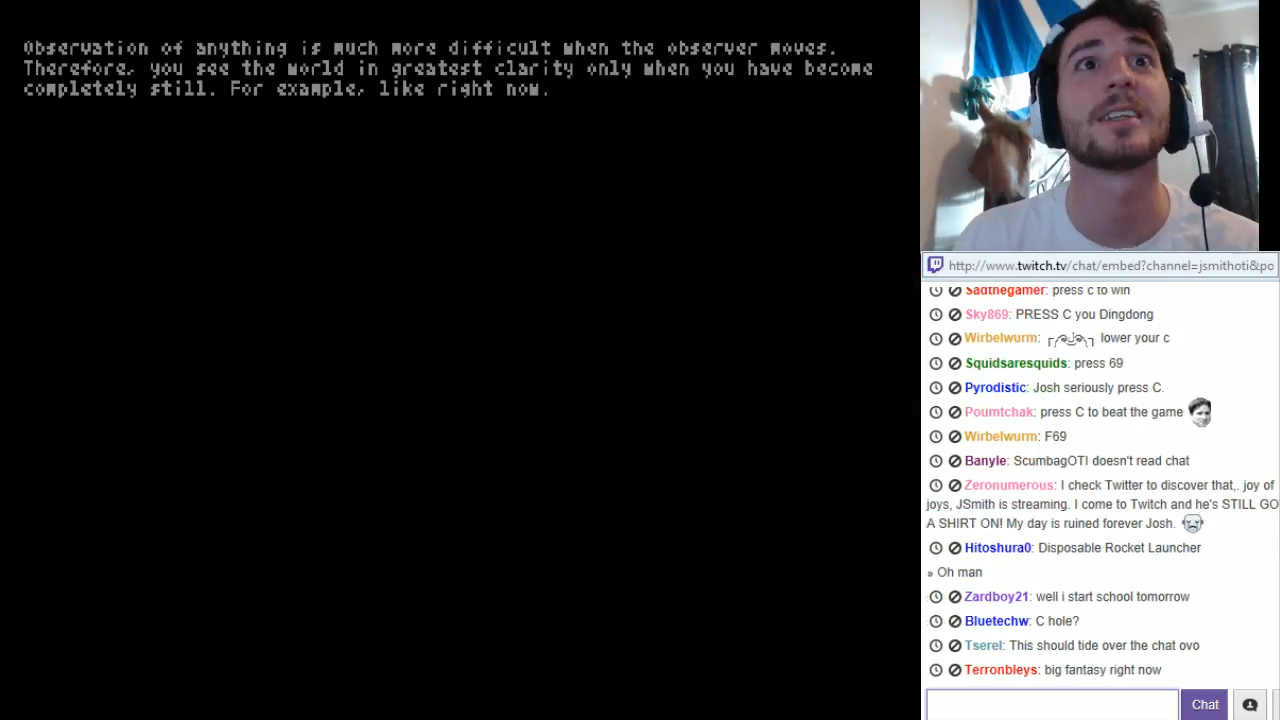 Observation of anything is much more difficult when the observer moves.
Therefore, you see the world in greatest clarity only when you have become
completely still. For example, like right now.
http://www.twitch.tv/chat/embed?channel=jsmithoti&po
Sadthegamer: press c to win
Sky869: PRESS C you Dingdong
Wirbelwurm: lower your c
Squidsaresquids: press 69
Pyrodistic: Josh seriously press C.
Poumtchak: press C to beat the game
Wirbelwurm: F69
Banyle: ScumbagOTI doesn't read chat
Zeronumerous: I check Twitter to discover that,. joy of
joys, JSmith is streaming. I come to Twitch and he's STILL GO
A SHIRT ON! My day is ruined forever Josh.
Hitoshura0: Disposable Rocket Launcher
» Oh man
Zardboy21: well i start school tomorrow
Bluetechw: C hole?
Tserel: This should tide over the chat ovo
Terronbleys: big fantasy right now
Chat